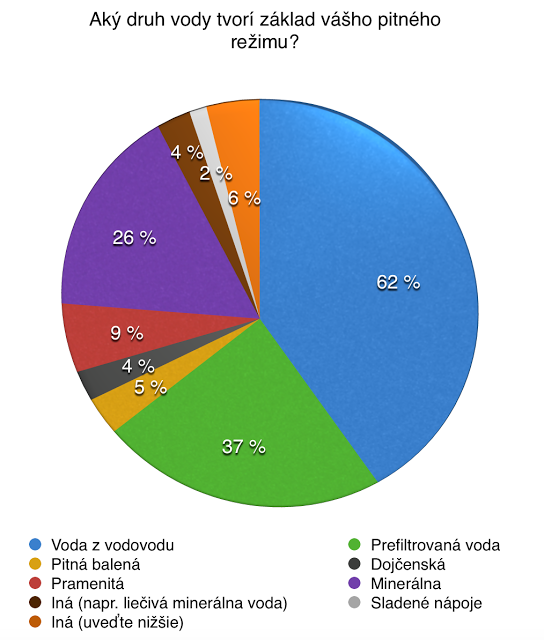 Aký druh vody tvorí základ vášho pitného
režimu?
4 %
2 %
6 %
26 %
62 %
9 %
4 %
5 %
37 %
Voda z vodovodu
Prefiltrovaná voda
Pitná balená
Dojčenská
Pramenitá
Minerálna
Iná (napr. liečivá minerálna voda)
Sladené nápoje
Iná (uveďte nižšie)